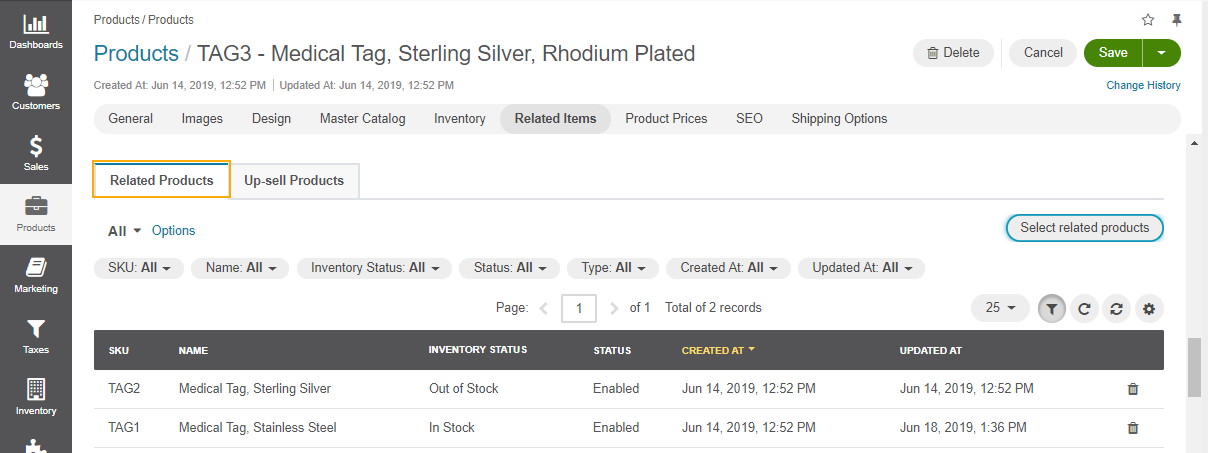 Dashboards
Customers
Sales
Products
Marketing
Taxes
Inventory
Products / Products
Products / TAG3 - Medical Tag, Sterling Silver, Rhodium Plated
Delete Cancel Save
Created At: Jun 14, 2019, 12:52 PM | Updated At: Jun 14, 2019, 12:52 PM
Change History
General Images Design Master Catalog Inventory Related Items Product Prices SEO Shipping Options
Related Products Up-sell Products
All Options
Select related products
SKU: All Name: All Inventory Status: All Status: All Type: All Created At: All Updated At: All
Page: 1 of 1 Total of 2 records 25
SKU NAME INVENTORY STATUS STATUS CREATED AT UPDATED AT
TAG2 Medical Tag, Sterling Silver Out of Stock Enabled Jun 14, 2019, 12:52 PM Jun 14, 2019, 12:52 PM
TAG1 Medical Tag, Stainless Steel In Stock Enabled Jun 14, 2019, 12:52 PM Jun 18, 2019, 1:36 PM